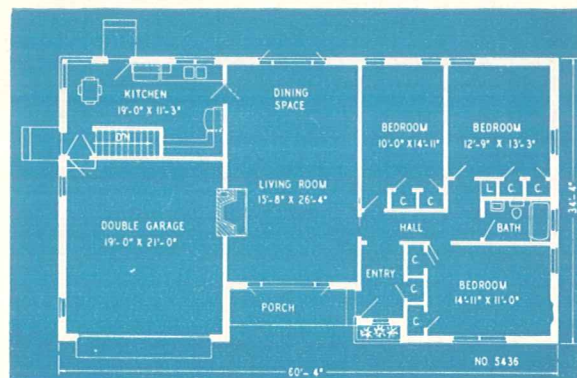 KITCHEN
19'-0" X 11'-3"
DINING
SPACE
BEDROOM
10'-0" X 14'-11"
BEDROOM
12'-9" X 13'-3"
34'-4"
DN
LIVING ROOM
15'-8" X 26'-4"
C
C
L
C
C
DOUBLE GARAGE
19'-0" X 21'-0"
HALL
BATH
ENTRY
C
C
C
BEDROOM
14'-11" X 11'-0"
PORCH
NO. 5436
60'-4"